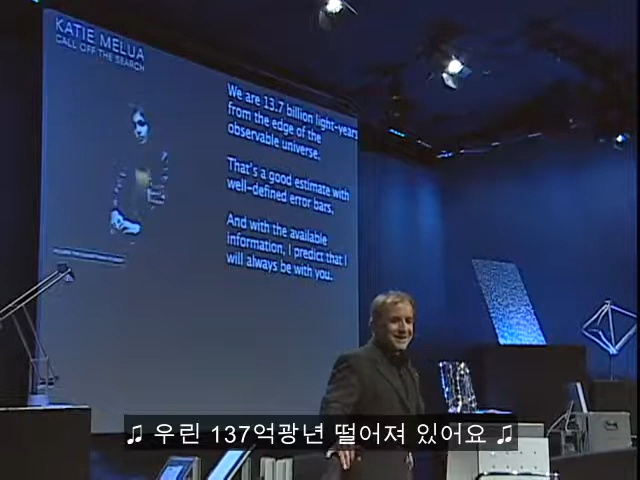 KATIE MELUA
CALL OFF THE SEARCH
We are 13.7 billion light-years
from the edge of the
observable universe.
That's a good estimate with
well-defined error bars,
And with the available
information, I predict that I
will always be with you.
♫ 우린 137억광년 떨어져 있어요 ♫